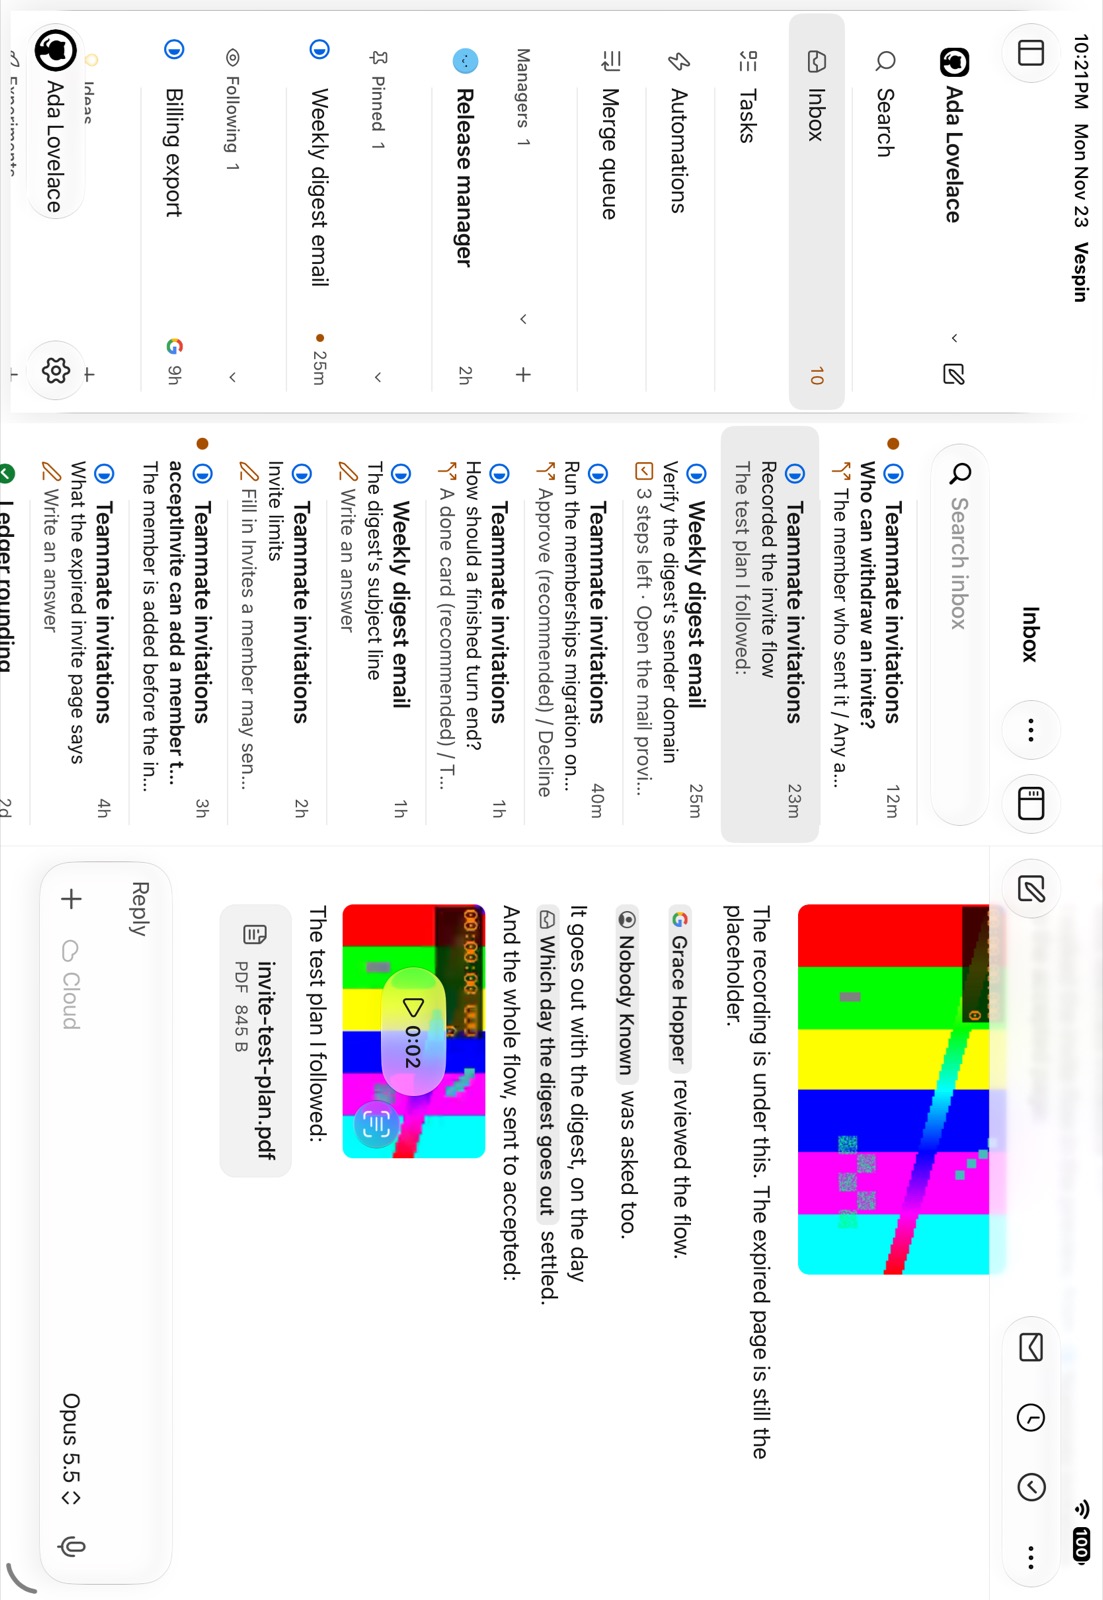 10:21 PM Mon Nov 23 Vespin
100
Ada Lovelace
Search
Inbox 10
Tasks
Automations
Merge queue
Managers 1
Release manager 2h
Pinned 1
Weekly digest email 25m
Following 1
Billing export 9h
Ideas
Ada Lovelace
Experiments
Inbox
Search inbox
Teammate invitations 12m
Who can withdraw an invite?
The member who sent it / Any a...
Teammate invitations 23m
Recorded the invite flow
The test plan I followed:
Weekly digest email 25m
Verify the digest's sender domain
3 steps left · Open the mail provi...
Teammate invitations 40m
Run the memberships migration on...
Approve (recommended) / Decline
Teammate invitations 1h
How should a finished turn end?
A done card (recommended) / T...
Weekly digest email 1h
The digest's subject line
Write an answer
Teammate invitations 2h
Invite limits
Fill in Invites a member may sen...
Teammate invitations 3h
acceptInvite can add a member t...
The member is added before the in...
Teammate invitations 4h
What the expired invite page says
Write an answer
Ledger rounding 2d
the accepted page
0
The recording is under this. The expired page is still the
placeholder.
Grace Hopper reviewed the flow.
Nobody Known was asked too.
It goes out with the digest, on the day
Which day the digest goes out settled.
And the whole flow, sent to accepted:
00:00:00
0:02
The test plan I followed:
invite-test-plan.pdf
PDF 845 B
Reply
Cloud
Opus 5.5